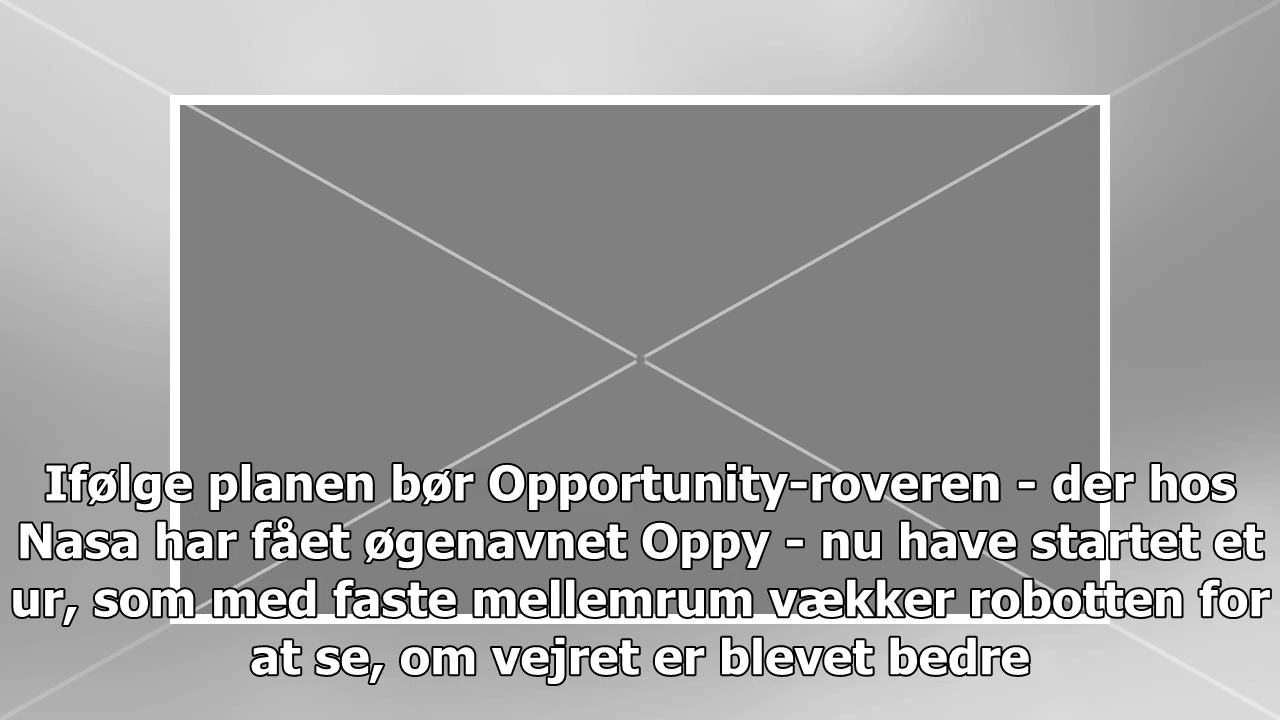 Ifølge planen bør Opportunity-roveren - der hos
Nasa har fået øgenavnet Oppy - nu have startet et
ur, som med faste mellemrum vækker robotten for
at se, om vejret er blevet bedre